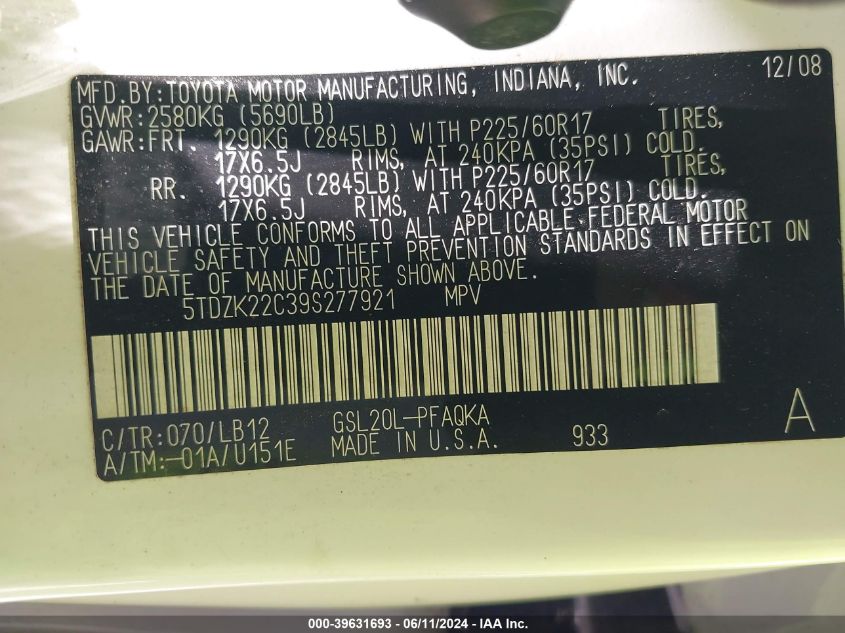 MFD.BY:TOYOTA MOTOR MANUFACTURING, INDIANA, INC. 12/08
GVWR:2580KG (5690LB)
GAWR:FRT. 1290KG (2845LB) WITH P225/60R17 TIRES,
17X6.5J RIMS, AT 240KPA (35PSI) COLD.
RR. 1290KG (2845LB) WITH P225/60R17 TIRES,
17X6.5J RIMS, AT 240KPA (35PSI) COLD.
THIS VEHICLE CONFORMS TO ALL APPLICABLE FEDERAL MOTOR
VEHICLE SAFETY AND THEFT PREVENTION STANDARDS IN EFFECT ON
THE DATE OF MANUFACTURE SHOWN ABOVE.
5TDZK22C39S277921 MPV
C/TR:070/LB12 GSL20L-PFAQKA A
A/TM:-01A/U151E MADE IN U.S.A. 933
000-39631693 - 06/11/2024 - IAA Inc.